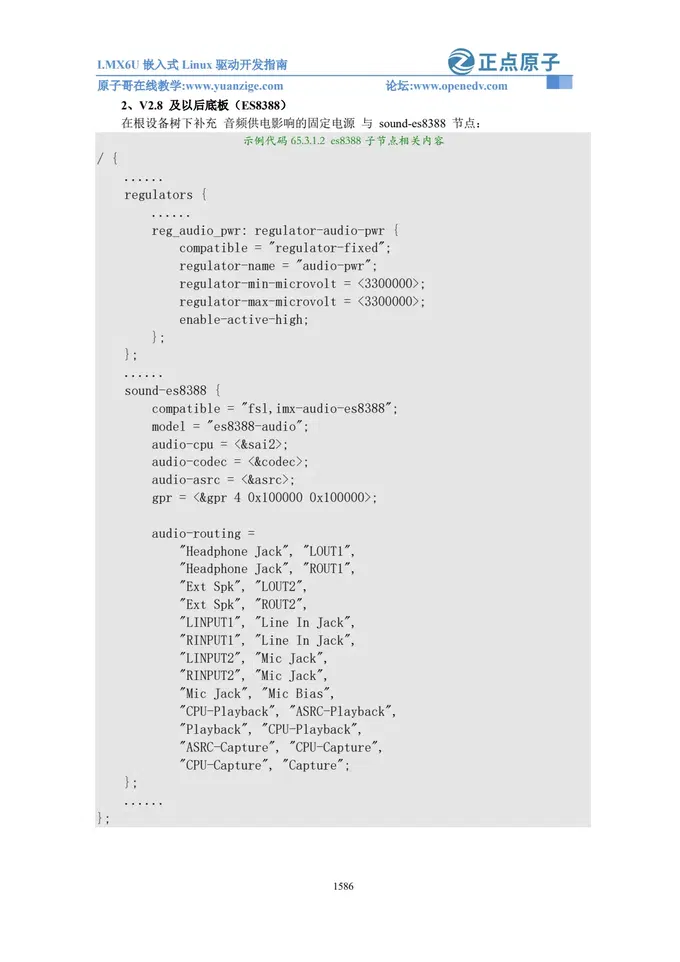 I.MX6U 嵌入式 Linux 驱动开发指南
正点原子
原子哥在线教学:www.yuanzige.com 论坛:www.openedv.com
2、V2.8 及以后底板（ES8388）
在根设备树下补充 音频供电影响的固定电源 与 sound-es8388 节点：
示例代码 65.3.1.2 es8388 子节点相关内容
/ {
......
regulators {
......
reg_audio_pwr: regulator-audio-pwr {
compatible = "regulator-fixed";
regulator-name = "audio-pwr";
regulator-min-microvolt = <3300000>;
regulator-max-microvolt = <3300000>;
enable-active-high;
};
};
......
sound-es8388 {
compatible = "fsl,imx-audio-es8388";
model = "es8388-audio";
audio-cpu = <&sai2>;
audio-codec = <&codec>;
audio-asrc = <&asrc>;
gpr = <&gpr 4 0x100000 0x100000>;
audio-routing =
"Headphone Jack", "LOUT1",
"Headphone Jack", "ROUT1",
"Ext Spk", "LOUT2",
"Ext Spk", "ROUT2",
"LINPUT1", "Line In Jack",
"RINPUT1", "Line In Jack",
"LINPUT2", "Mic Jack",
"RINPUT2", "Mic Jack",
"Mic Jack", "Mic Bias",
"CPU-Playback", "ASRC-Playback",
"Playback", "CPU-Playback",
"ASRC-Capture", "CPU-Capture",
"CPU-Capture", "Capture";
};
......
};
1586